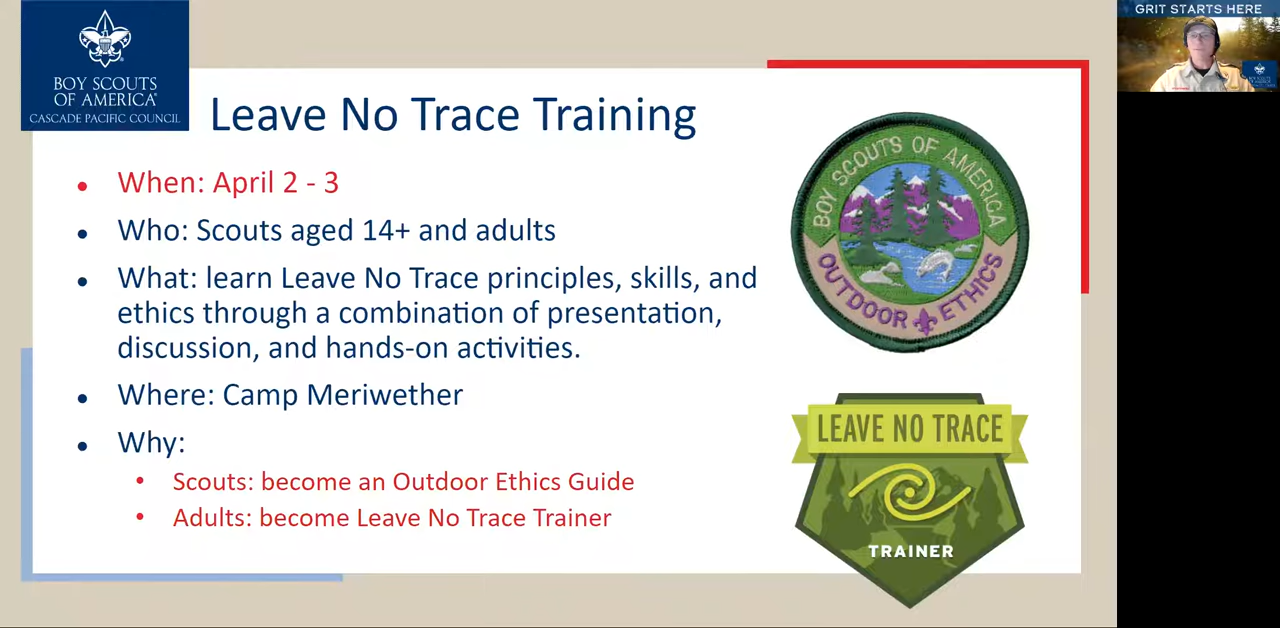 BOY SCOUTS
OF AMERICA®
CASCADE PACIFIC COUNCIL
Leave No Trace Training
• When: April 2 - 3
• Who: Scouts aged 14+ and adults
• What: learn Leave No Trace principles, skills, and
ethics through a combination of presentation,
discussion, and hands-on activities.
• Where: Camp Meriwether
• Why:
• Scouts: become an Outdoor Ethics Guide
• Adults: become Leave No Trace Trainer
BOY SCOUTS OF AMERICA
OUTDOOR ETHICS
LEAVE NO TRACE
TRAINER
GRIT STARTS HERE